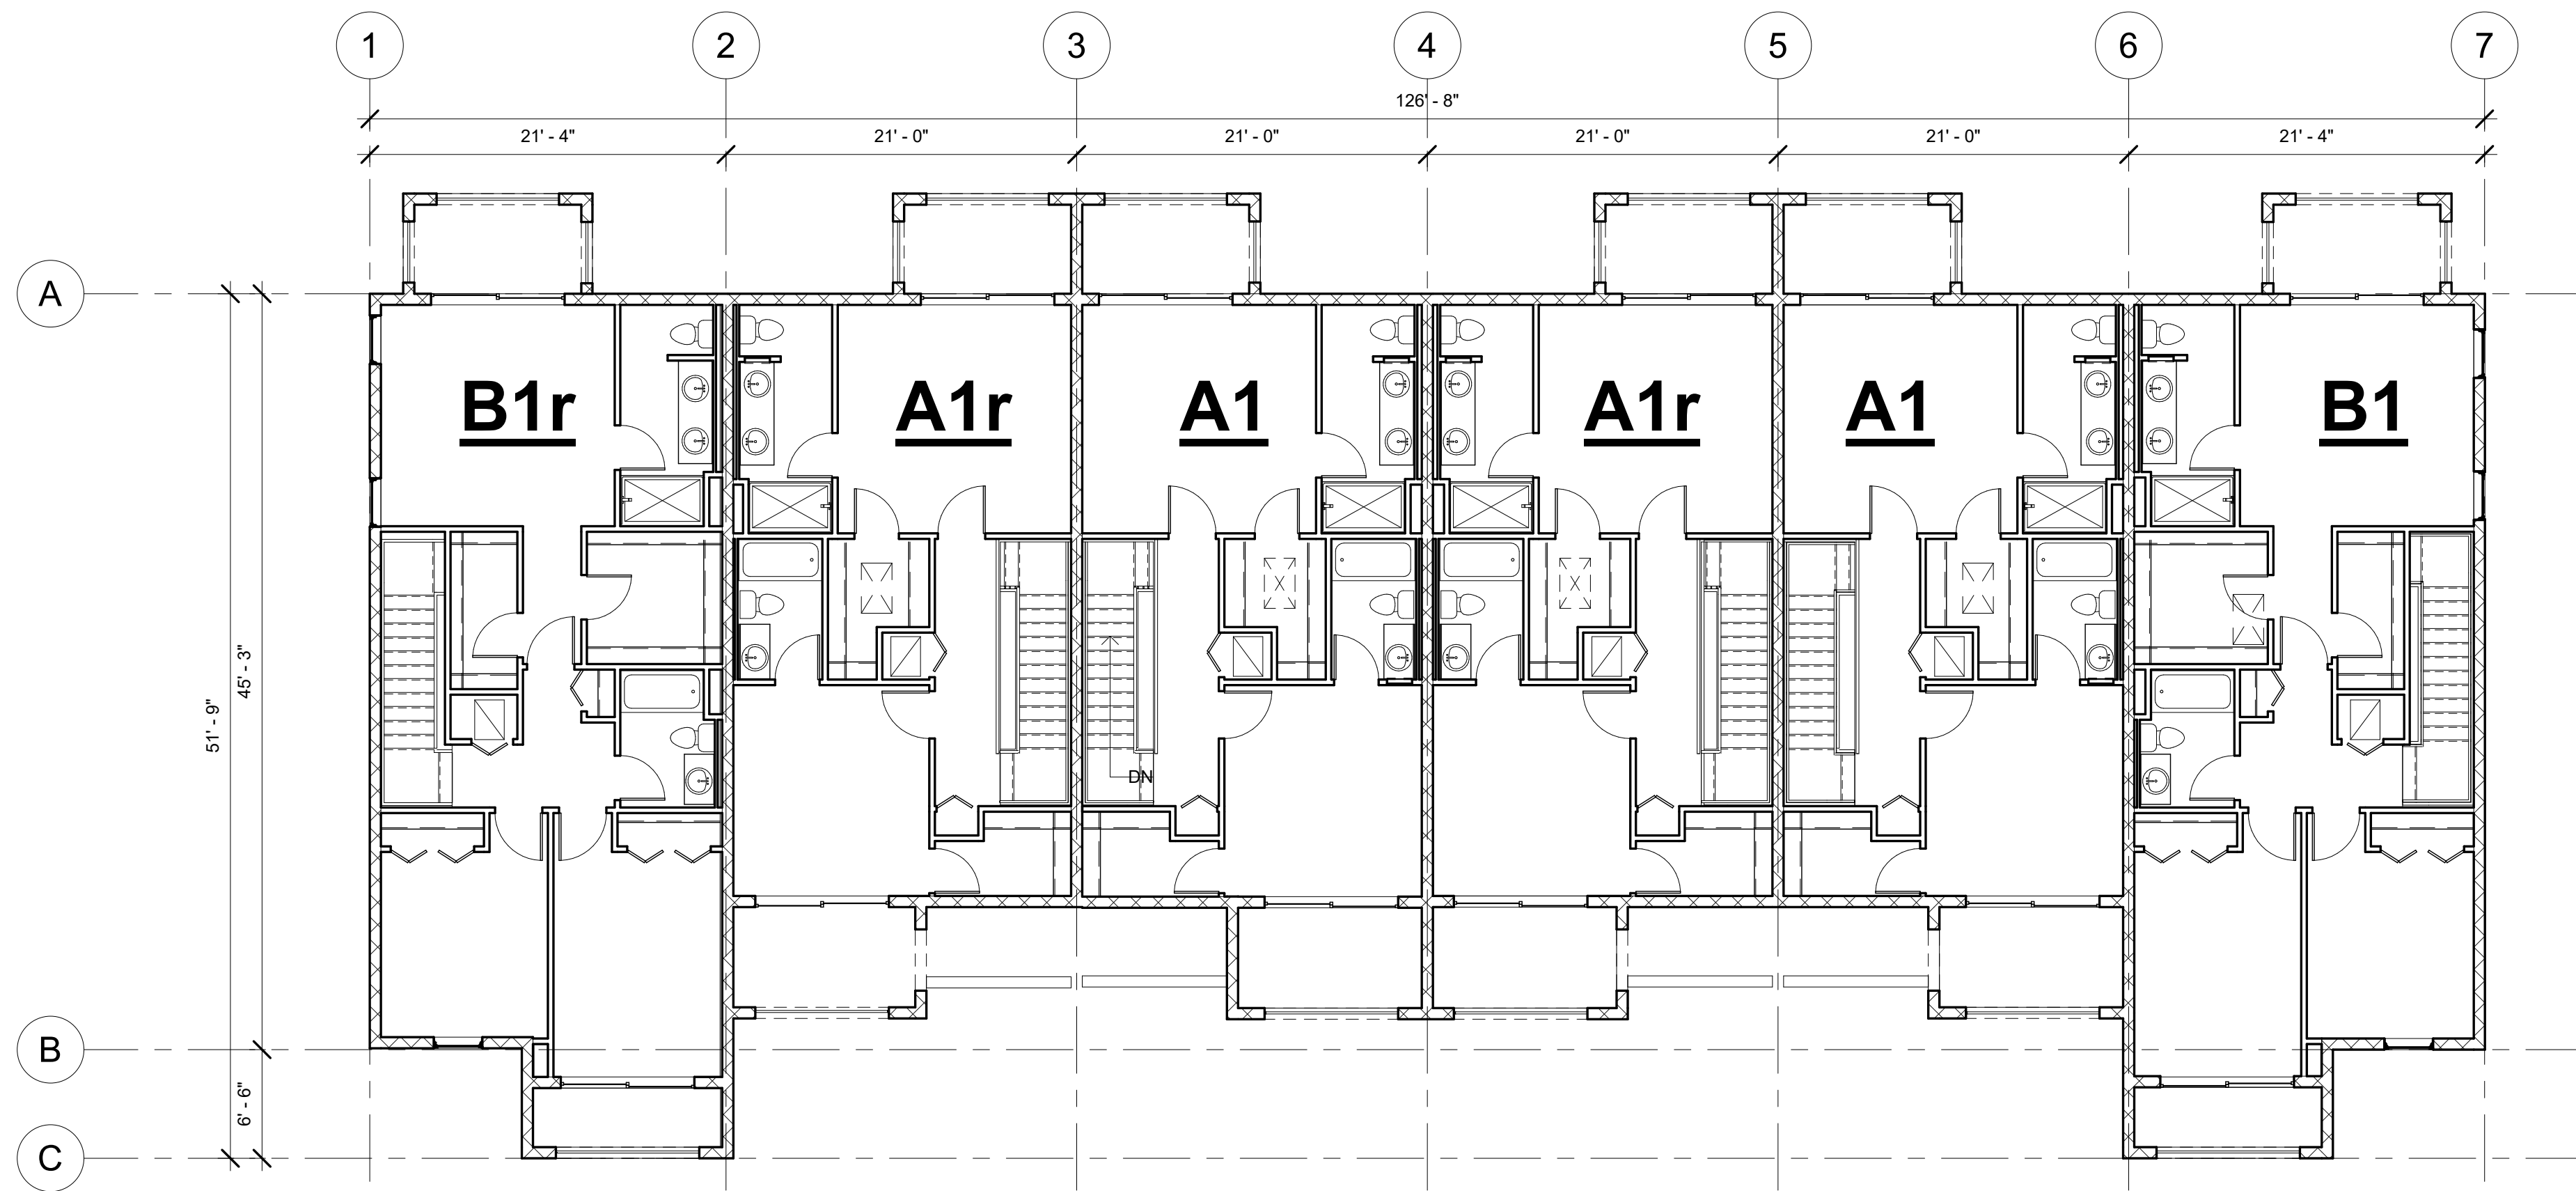 1 2 3 4 5 6 7
126' - 8"
21' - 4" 21' - 0" 21' - 0" 21' - 0" 21' - 0" 21' - 4"
A
B1r A1r A1 A1r A1 B1
45' - 3"
51' - 9"
DN
B
6' - 6"
C